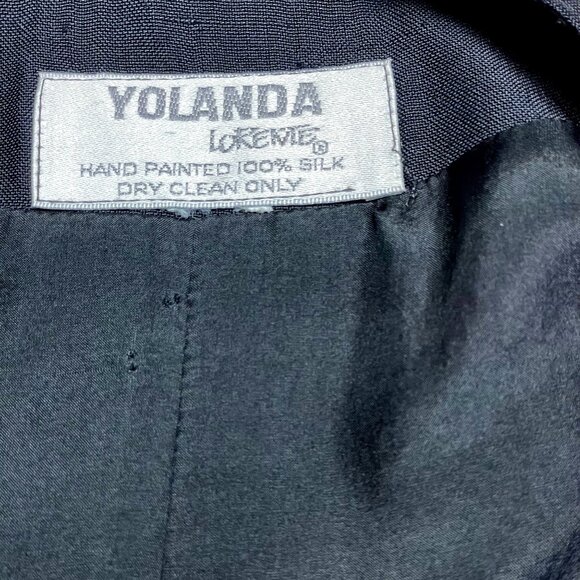 YOLANDA
LORENTE®
HAND PAINTED 100% SILK
DRY CLEAN ONLY